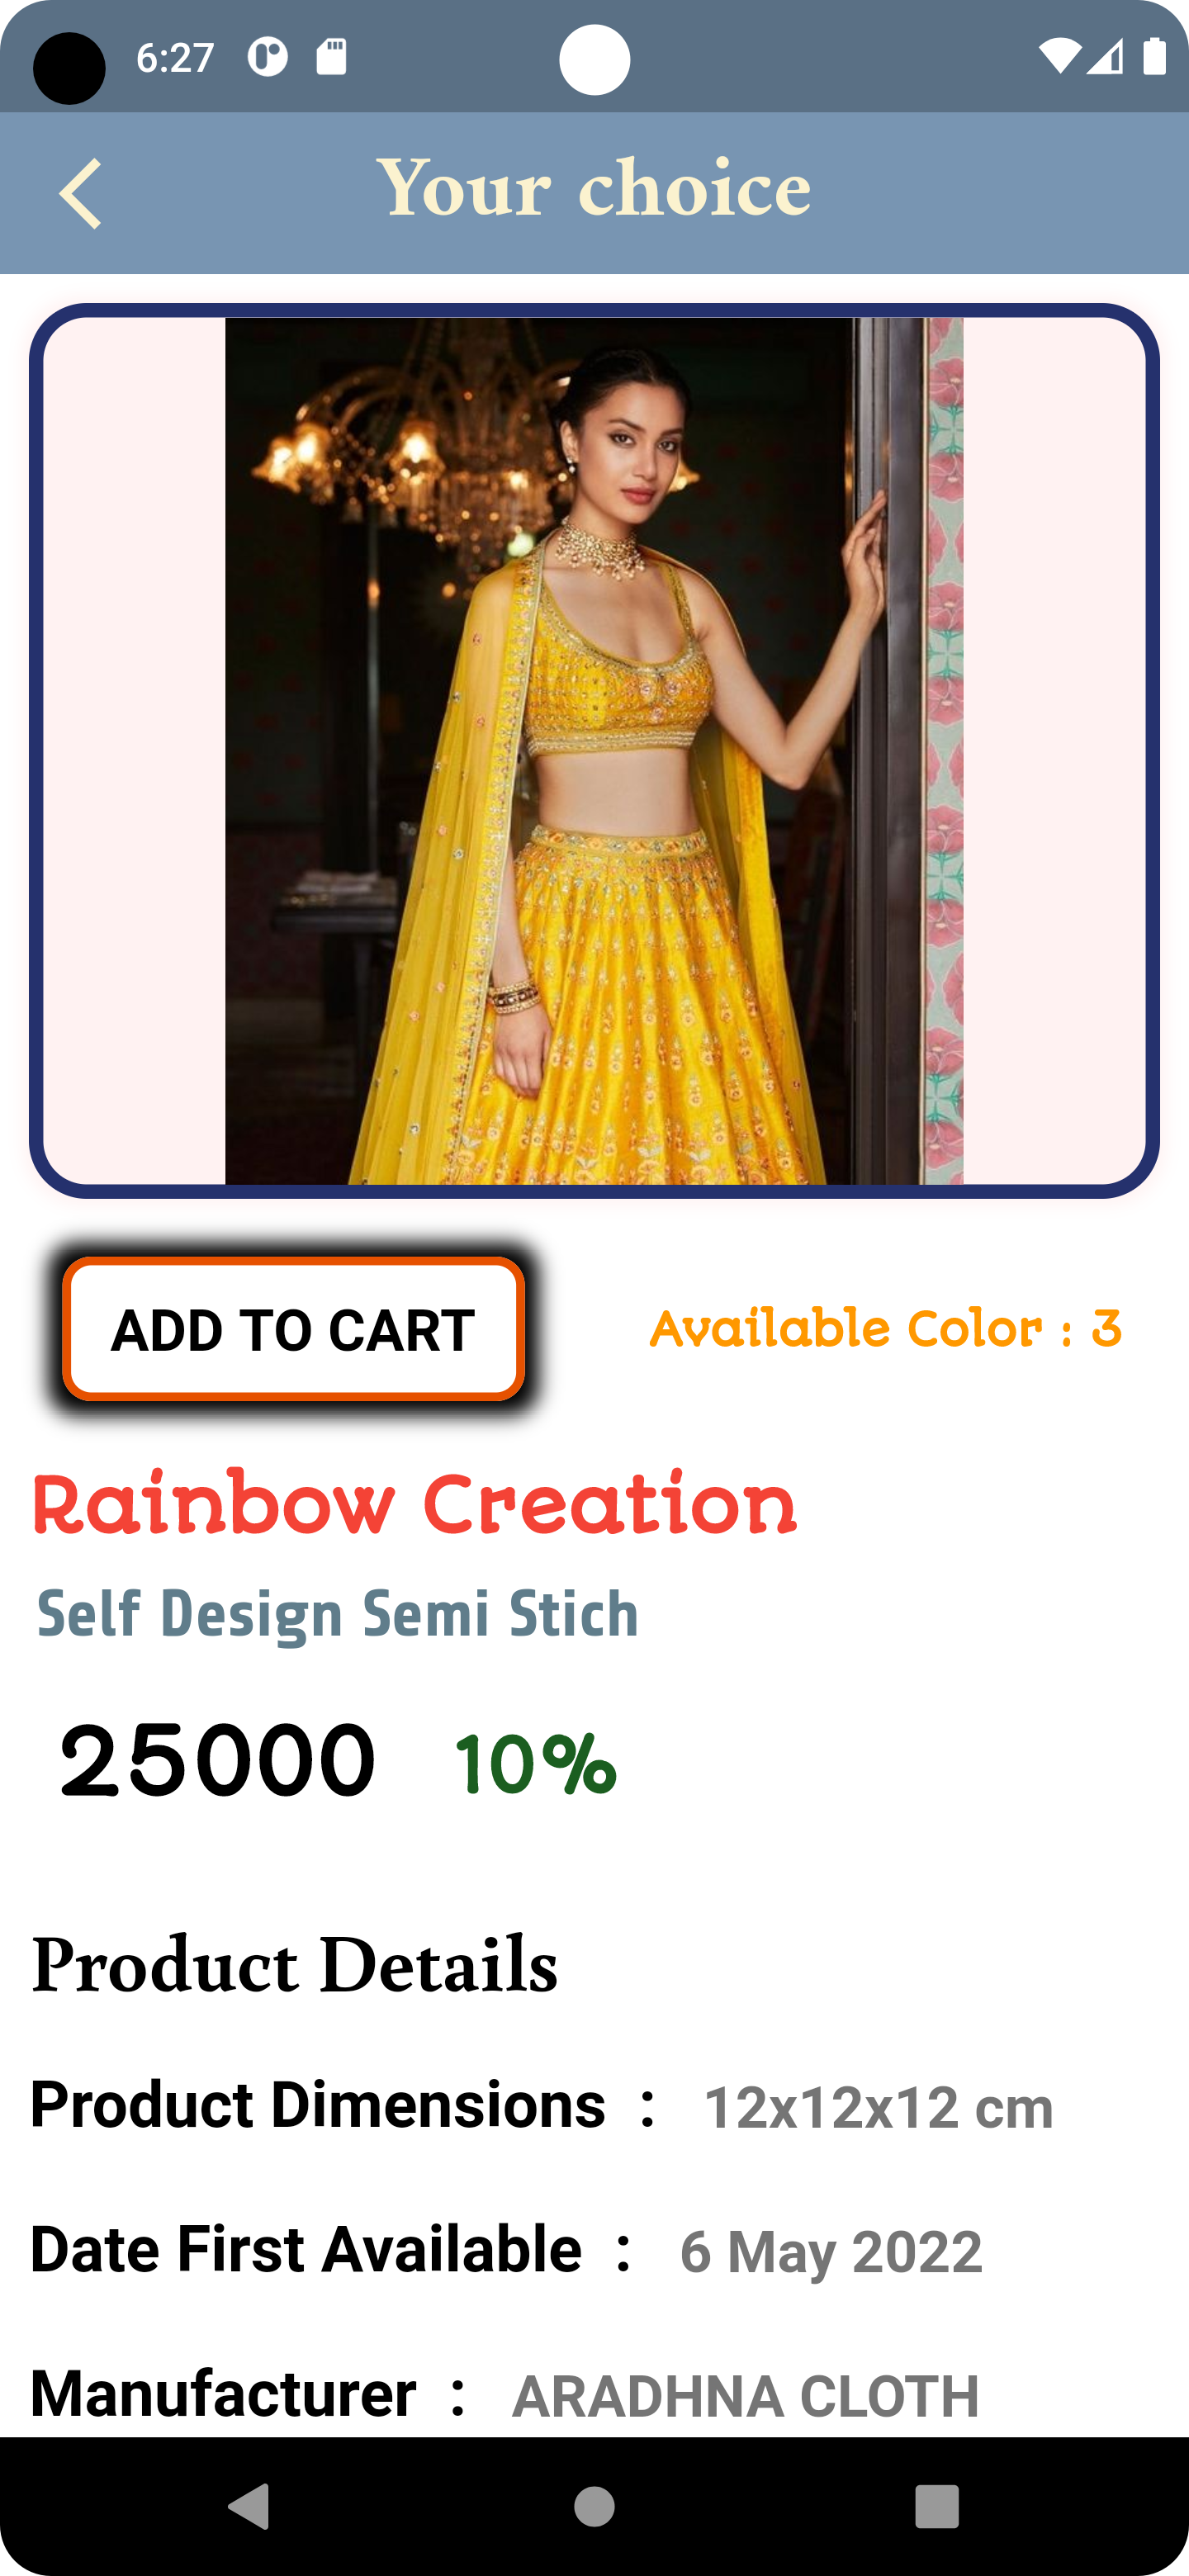 6:27
Your choice
ADD TO CART
Available Color : 3
Rainbow Creation
Self Design Semi Stich
25000 10%
Product Details
Product Dimensions : 12x12x12 cm
Date First Available : 6 May 2022
Manufacturer : ARADHNA CLOTH